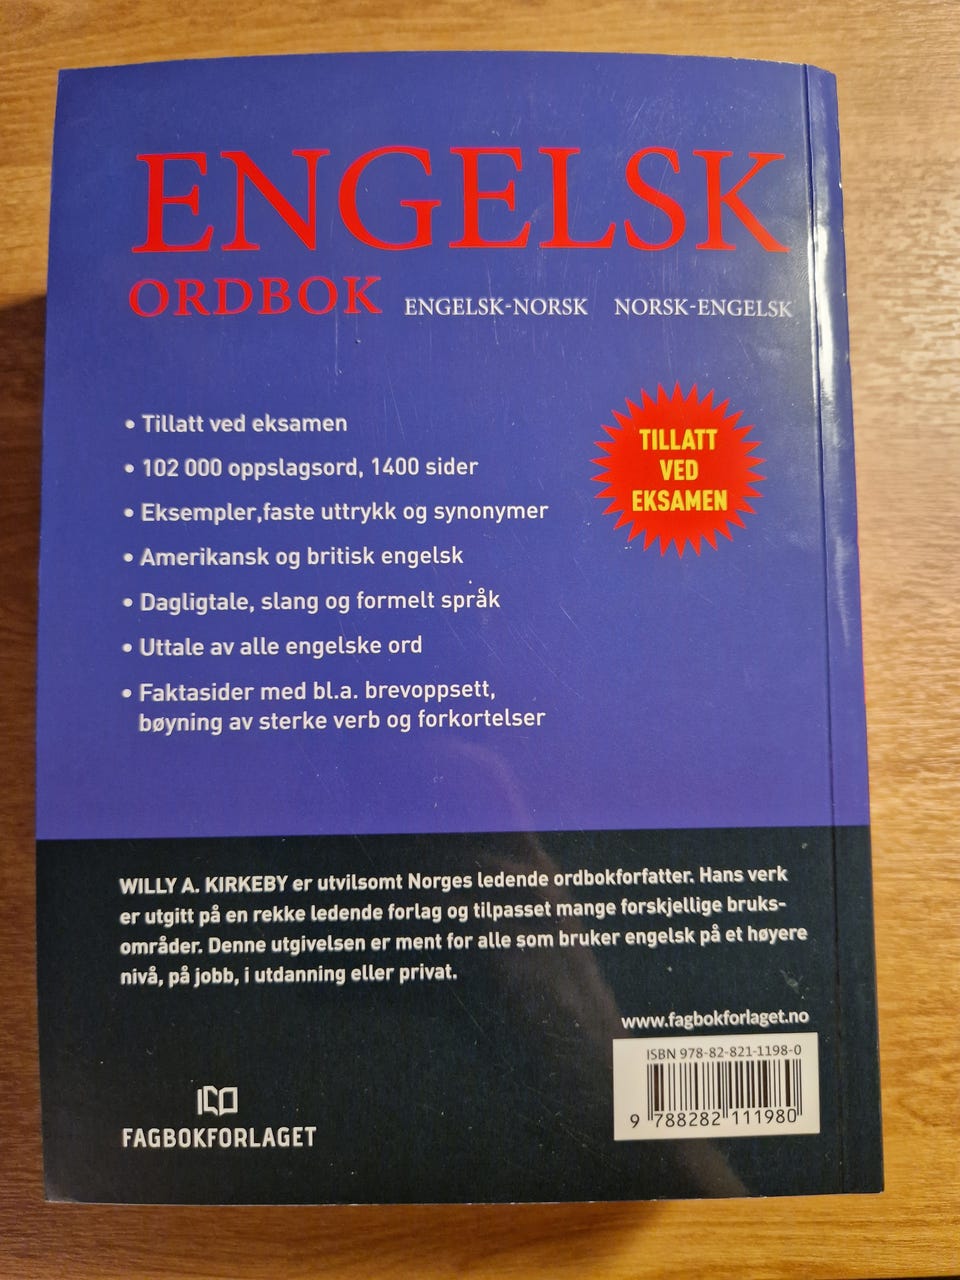 ENGELSK
ORDBOK ENGELSK-NORSK NORSK-ENGELSK
• Tillatt ved eksamen
• 102 000 oppslagsord, 1400 sider
• Eksempler,faste uttrykk og synonymer
• Amerikansk og britisk engelsk
• Dagligtale, slang og formelt språk
• Uttale av alle engelske ord
• Faktasider med bl.a. brevoppsett,
bøyning av sterke verb og forkortelser
TILLATT
VED
EKSAMEN
WILLY A. KIRKEBY er utvilsomt Norges ledende ordbokforfatter. Hans verk
er utgitt på en rekke ledende forlag og tilpasset mange forskjellige bruks-
områder. Denne utgivelsen er ment for alle som bruker engelsk på et høyere
nivå, på jobb, i utdanning eller privat.
www.fagbokforlaget.no
ISBN 978-82-821-1198-0
9 788282 111980
FAGBOKFORLAGET